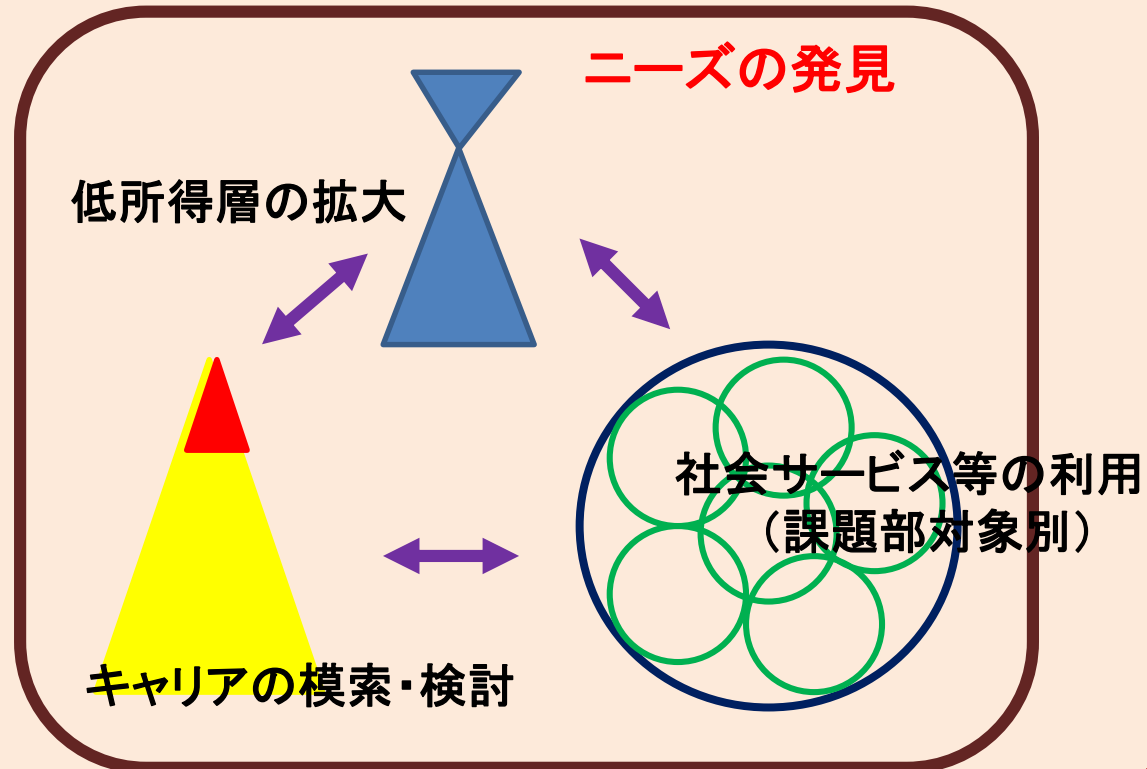 ニーズの発見
低所得層の拡大
社会サービス等の利用
（課題部対象別）
キャリアの模索・検討